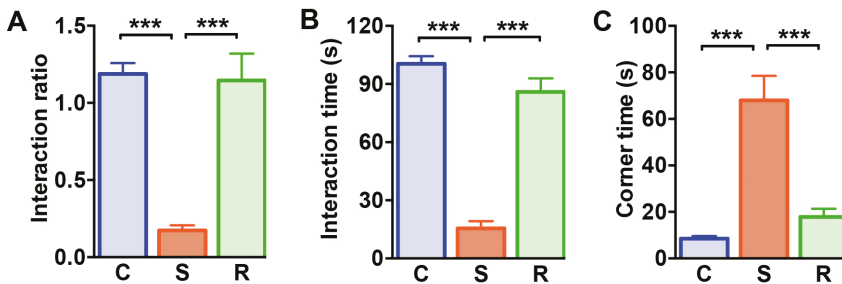 A
Interaction ratio
1.5
1.0
0.5
0.0
*** ***
C S R
B
Interaction time (s)
120
90
60
30
0
*** ***
C S R
C
Corner time (s)
100
80
60
40
20
0
*** ***
C S R